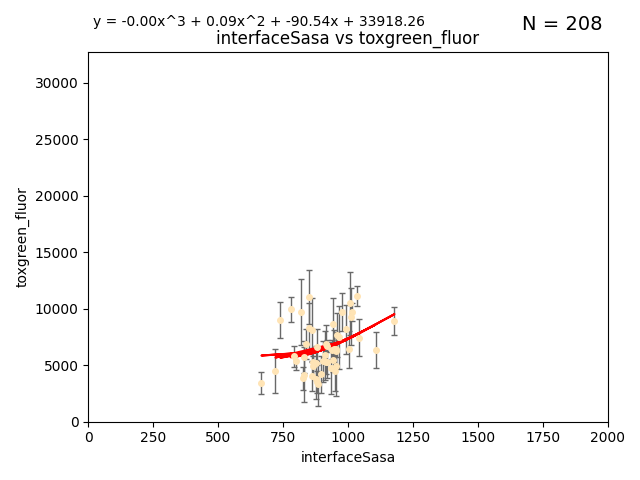 y = -0.00x^3 + 0.09x^2 + -90.54x + 33918.26
N = 208
interfaceSasa vs toxgreen_fluor
30000
25000
20000
15000
10000
5000
0
toxgreen_fluor
0 250 500 750 1000 1250 1500 1750 2000
interfaceSasa